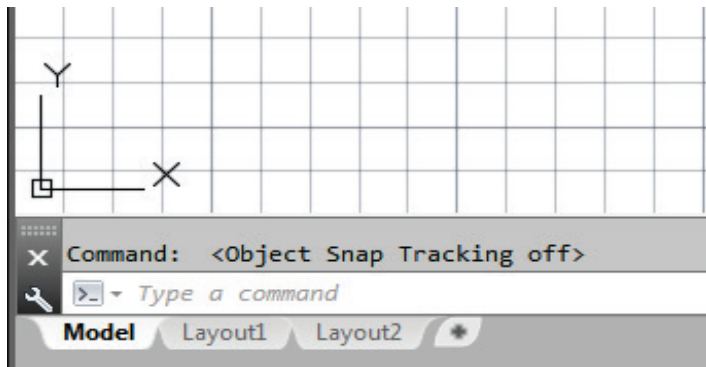 Y
X
Command:  <Object Snap Tracking off>
Type a command
Model Layout1 Layout2